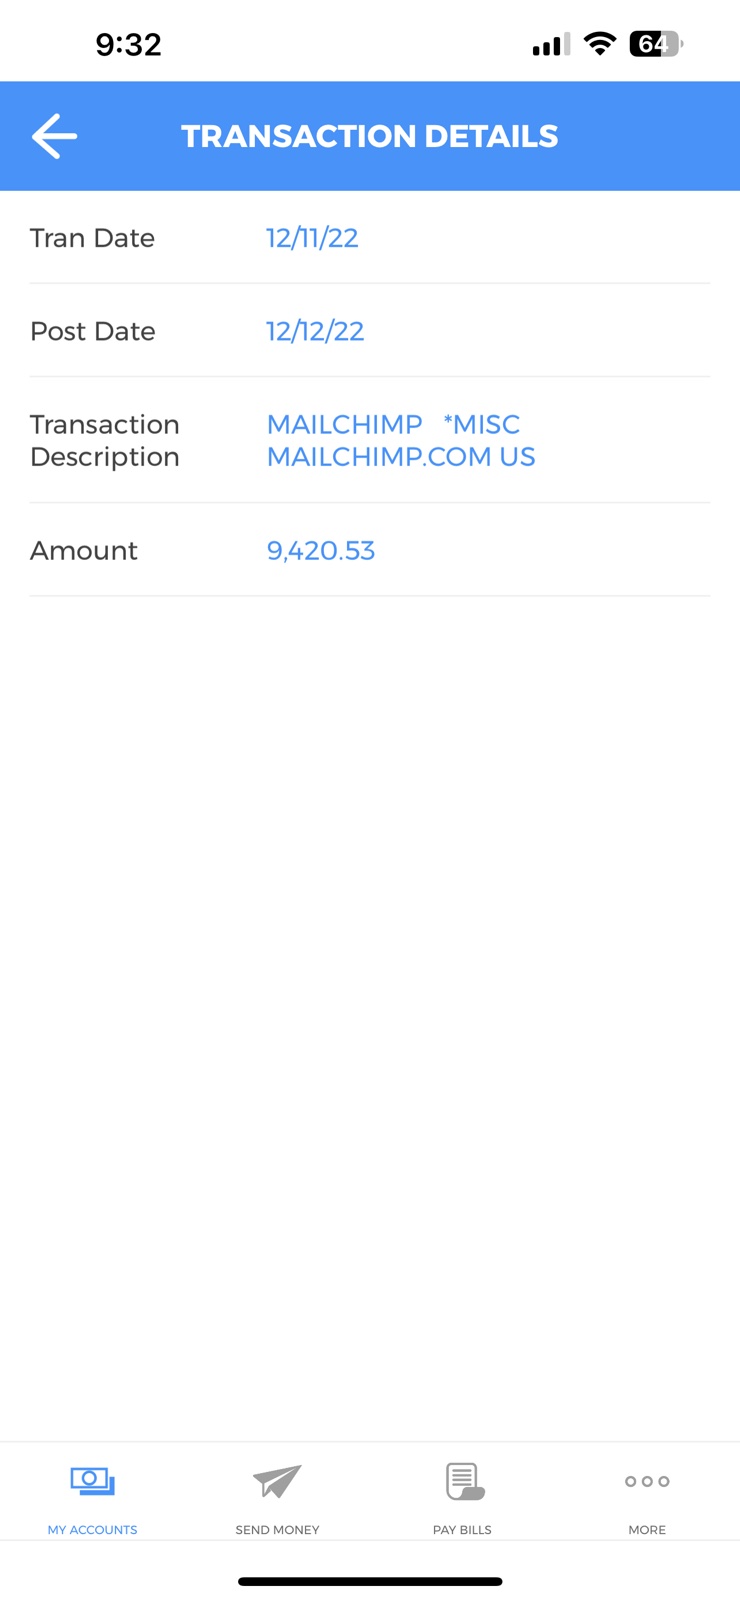 9:32
64
TRANSACTION DETAILS
Tran Date 12/11/22
Post Date 12/12/22
Transaction MAILCHIMP *MISC
Description MAILCHIMP.COM US
Amount 9,420.53
MY ACCOUNTS SEND MONEY PAY BILLS MORE